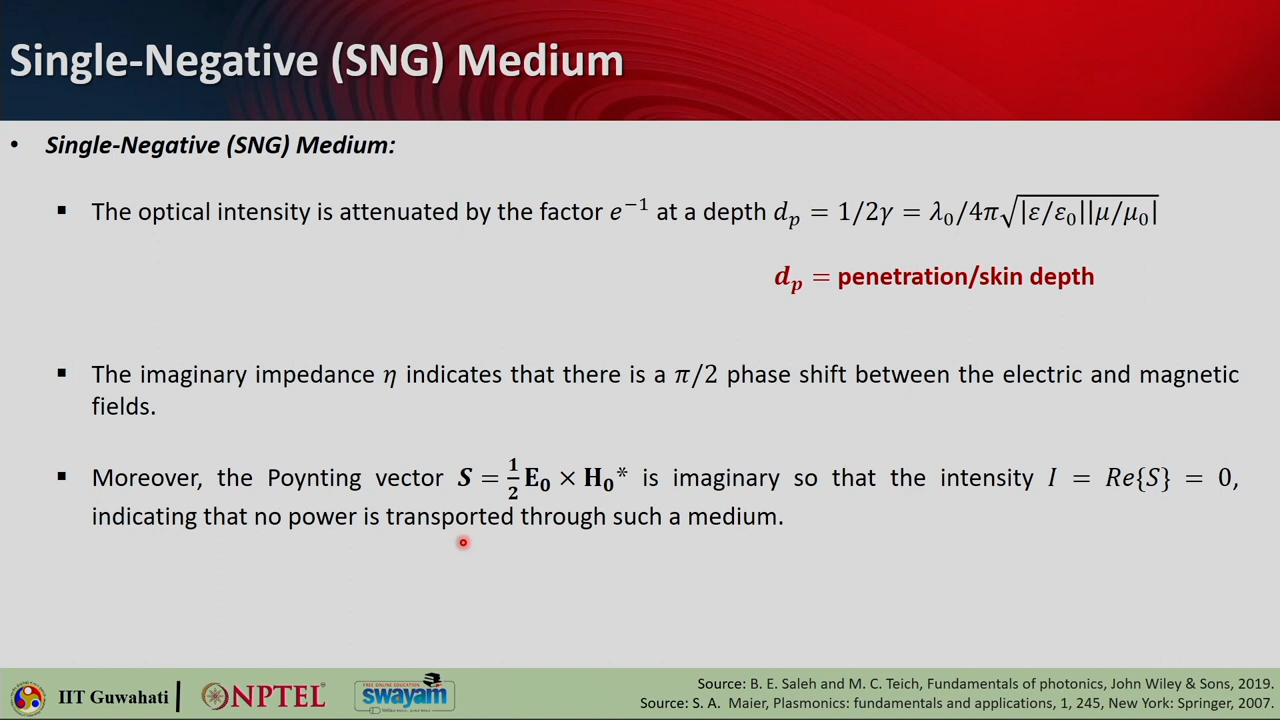 Single-Negative (SNG) Medium
• Single-Negative (SNG) Medium:
▪ The optical intensity is attenuated by the factor e⁻¹ at a depth d_p = 1/2γ = λ₀/4π√|ε/ε₀||μ/μ₀|
d_p = penetration/skin depth
▪ The imaginary impedance η indicates that there is a π/2 phase shift between the electric and magnetic
fields.
▪ Moreover, the Poynting vector S = ½E₀ × H₀* is imaginary so that the intensity I = Re{S} = 0,
indicating that no power is transported through such a medium.
IIT Guwahati
NPTEL
FREE ONLINE EDUCATION
swayam
Source: B. E. Saleh and M. C. Teich, Fundamentals of photonics, John Wiley & Sons, 2019.
Source: S. A. Maier, Plasmonics: fundamentals and applications, 1, 245, New York: Springer, 2007.